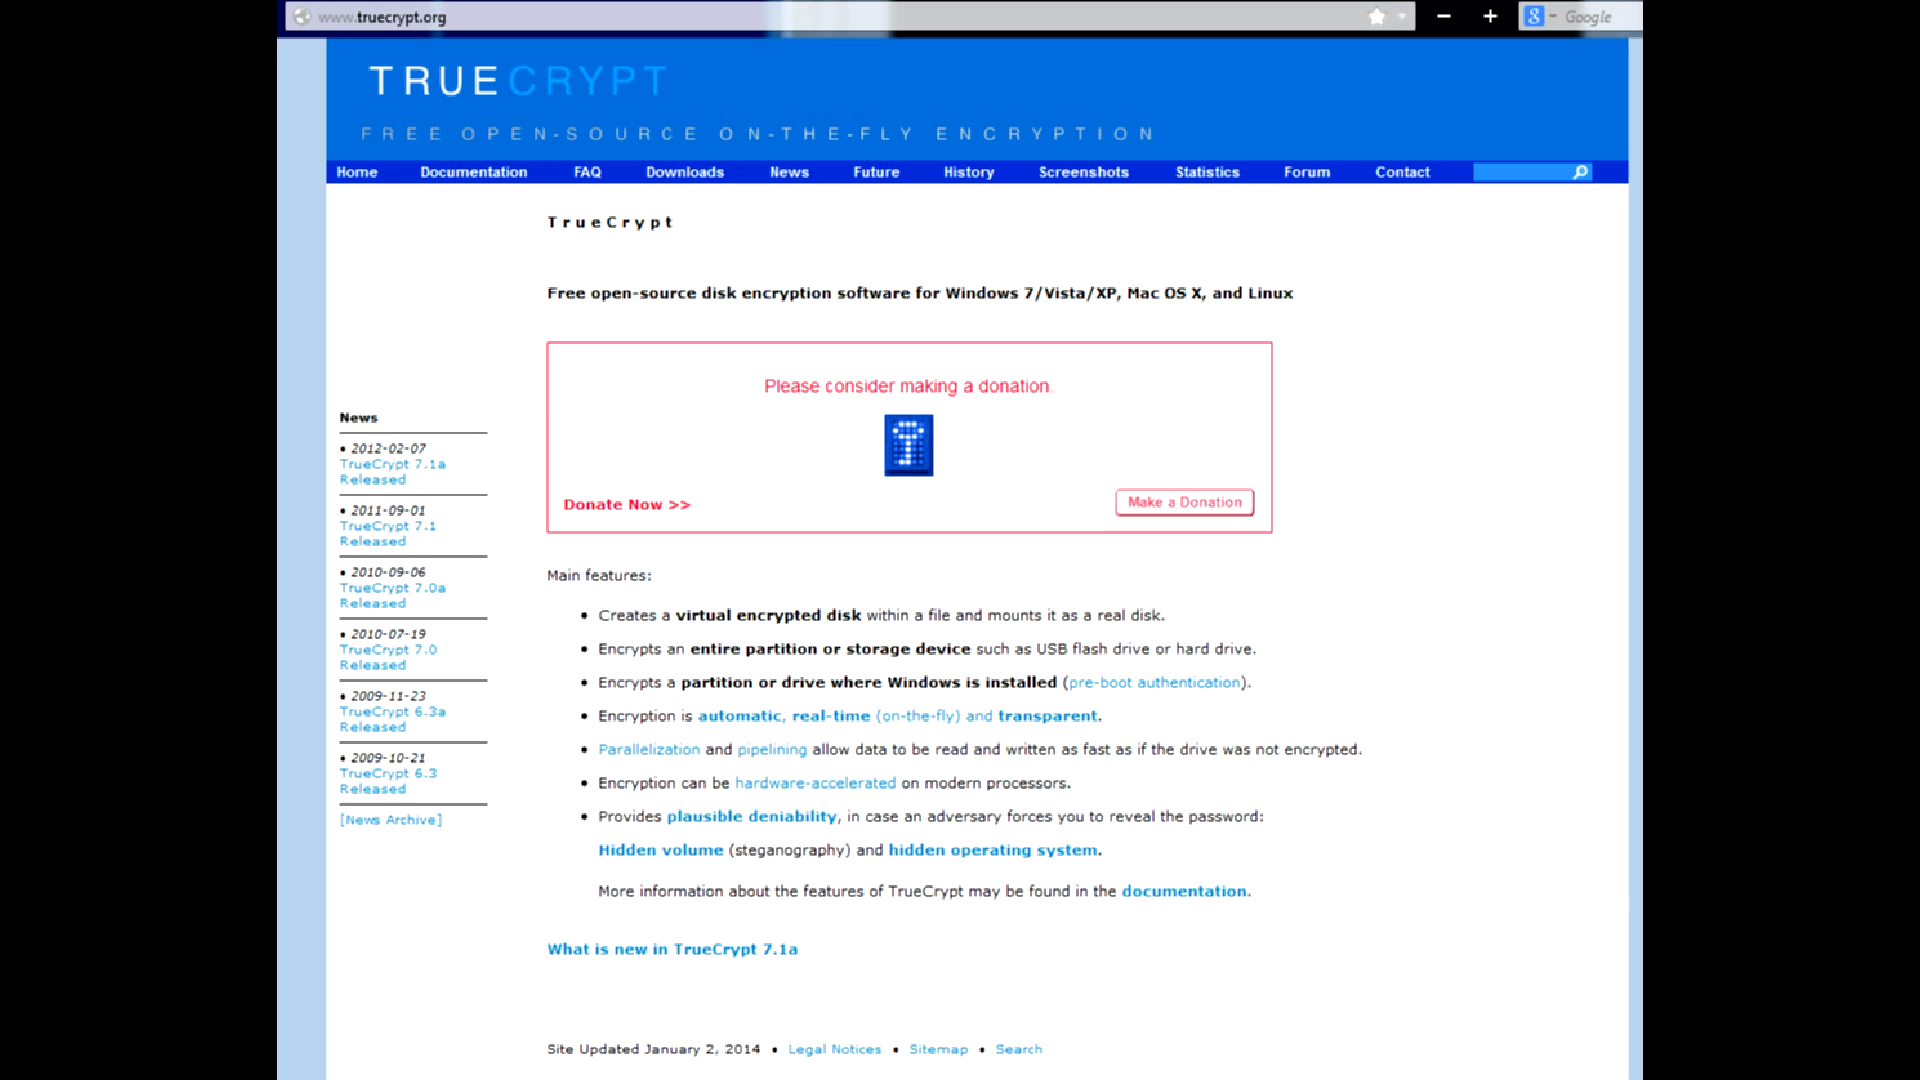 www.truecrypt.org
Google
TRUECRYPT
FREE OPEN-SOURCE ON-THE-FLY ENCRYPTION
Home Documentation FAQ Downloads News Future History Screenshots Statistics Forum Contact
TrueCrypt
Free open-source disk encryption software for Windows 7/Vista/XP, Mac OS X, and Linux
Please consider making a donation.
Donate Now >>
Make a Donation
News
• 2012-02-07
TrueCrypt 7.1a
Released
• 2011-09-01
TrueCrypt 7.1
Released
• 2010-09-06
TrueCrypt 7.0a
Released
• 2010-07-19
TrueCrypt 7.0
Released
• 2009-11-23
TrueCrypt 6.3a
Released
• 2009-10-21
TrueCrypt 6.3
Released
[News Archive]
Main features:
• Creates a virtual encrypted disk within a file and mounts it as a real disk.
• Encrypts an entire partition or storage device such as USB flash drive or hard drive.
• Encrypts a partition or drive where Windows is installed (pre-boot authentication).
• Encryption is automatic, real-time (on-the-fly) and transparent.
• Parallelization and pipelining allow data to be read and written as fast as if the drive was not encrypted.
• Encryption can be hardware-accelerated on modern processors.
• Provides plausible deniability, in case an adversary forces you to reveal the password:
Hidden volume (steganography) and hidden operating system.
More information about the features of TrueCrypt may be found in the documentation.
What is new in TrueCrypt 7.1a
Site Updated January 2, 2014 • Legal Notices • Sitemap • Search